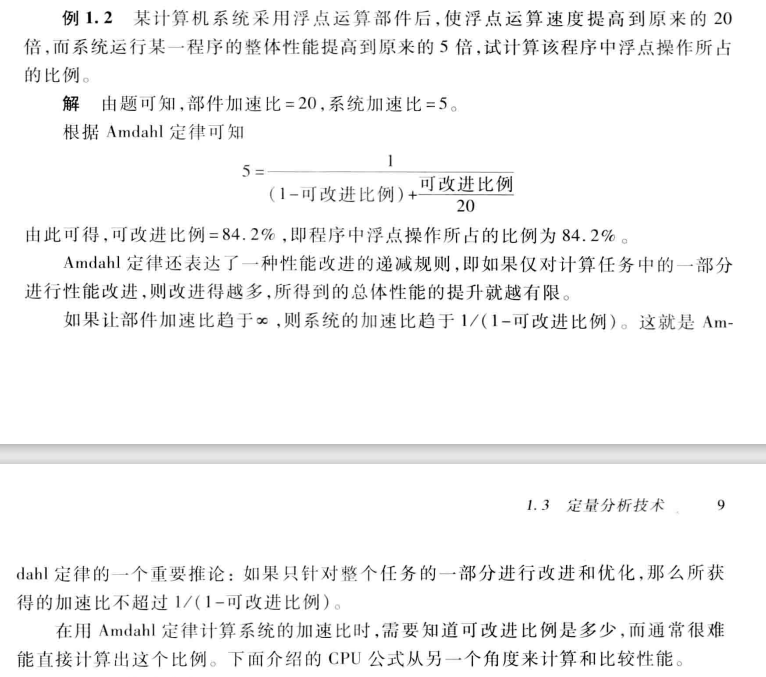 例 1.2 某计算机系统采用浮点运算部件后,使浮点运算速度提高到原来的 20
倍,而系统运行某一程序的整体性能提高到原来的 5 倍,试计算该程序中浮点操作所占
的比例。
解 由题可知,部件加速比=20,系统加速比=5。
根据 Amdahl 定律可知
5=
1
(1-可改进比例)+
可改进比例
20
由此可得,可改进比例=84.2%,即程序中浮点操作所占的比例为 84.2%。
Amdahl 定律还表达了一种性能改进的递减规则,即如果仅对计算任务中的一部分
进行性能改进,则改进得越多,所得到的总体性能的提升就越有限。
如果让部件加速比趋于∞,则系统的加速比趋于 1/(1-可改进比例)。这就是 Am-
1.3 定量分析技术 9
dahl 定律的一个重要推论:如果只针对整个任务的一部分进行改进和优化,那么所获
得的加速比不超过 1/(1-可改进比例)。
在用 Amdahl 定律计算系统的加速比时,需要知道可改进比例是多少,而通常很难
能直接计算出这个比例。下面介绍的 CPU 公式从另一个角度来计算和比较性能。